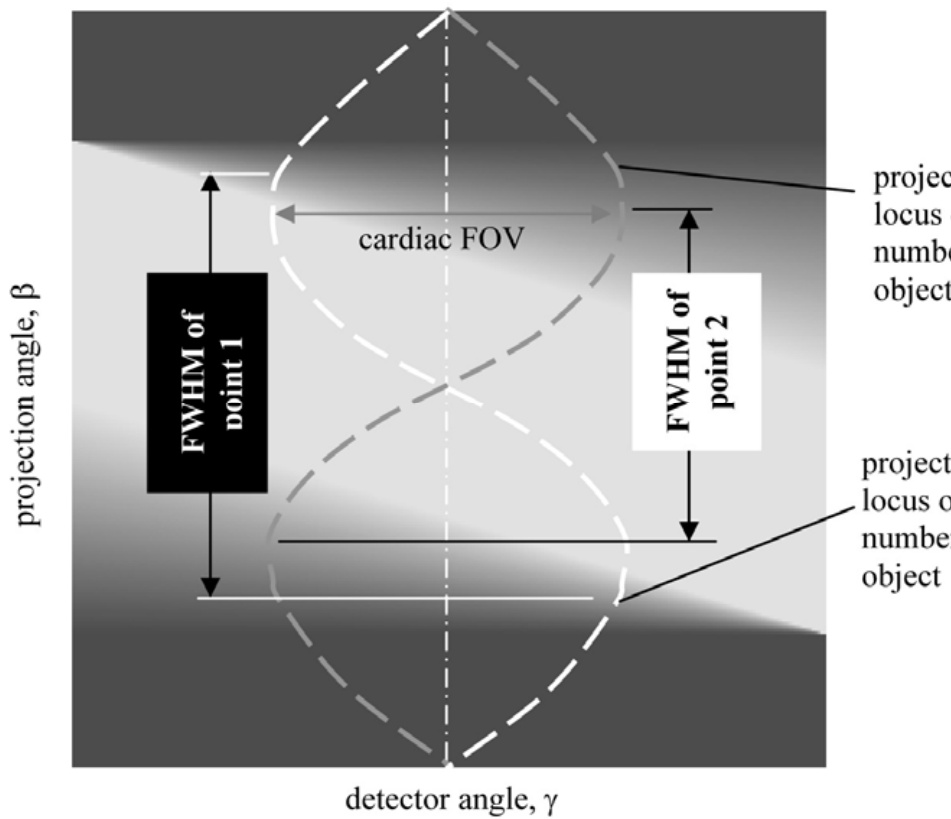 projec
locus
numbe
object
cardiac FOV
FWHM of
point 1
FWHM of
point 2
projection angle, β
project
locus o
number
object
detector angle, γ